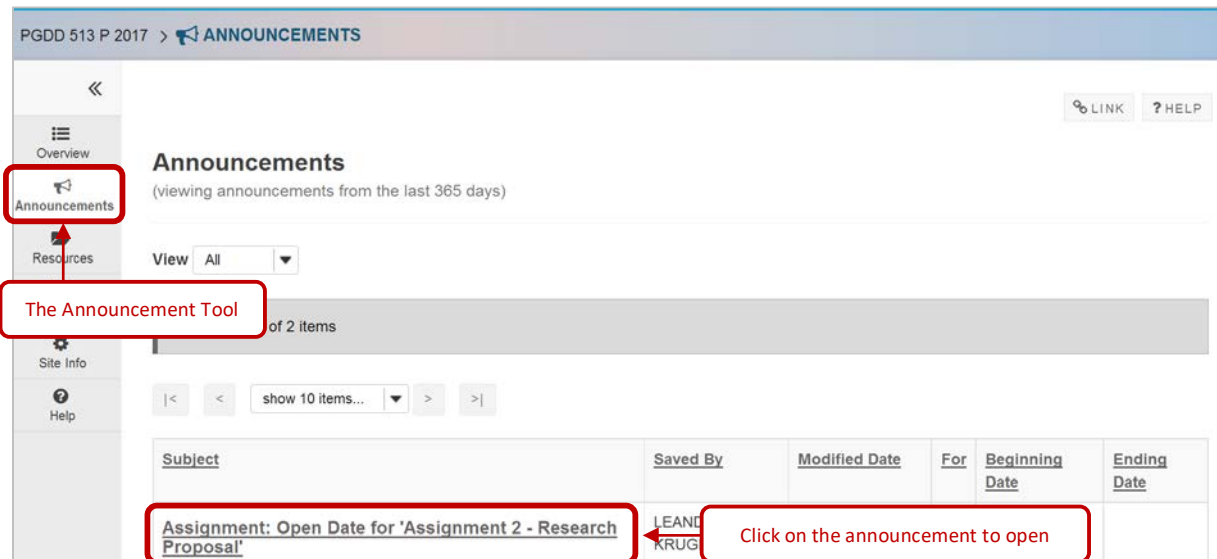 PGDD 513 P 2017 > ANNOUNCEMENTS
LINK ? HELP
Overview
Announcements
Resources
The Announcement Tool
Site Info
Help
Announcements
(viewing announcements from the last 365 days)
View All
of 2 items
|< < show 10 items... > >|
Subject Saved By Modified Date For Beginning Date Ending Date
Assignment: Open Date for 'Assignment 2 - Research
Proposal'
Click on the announcement to open